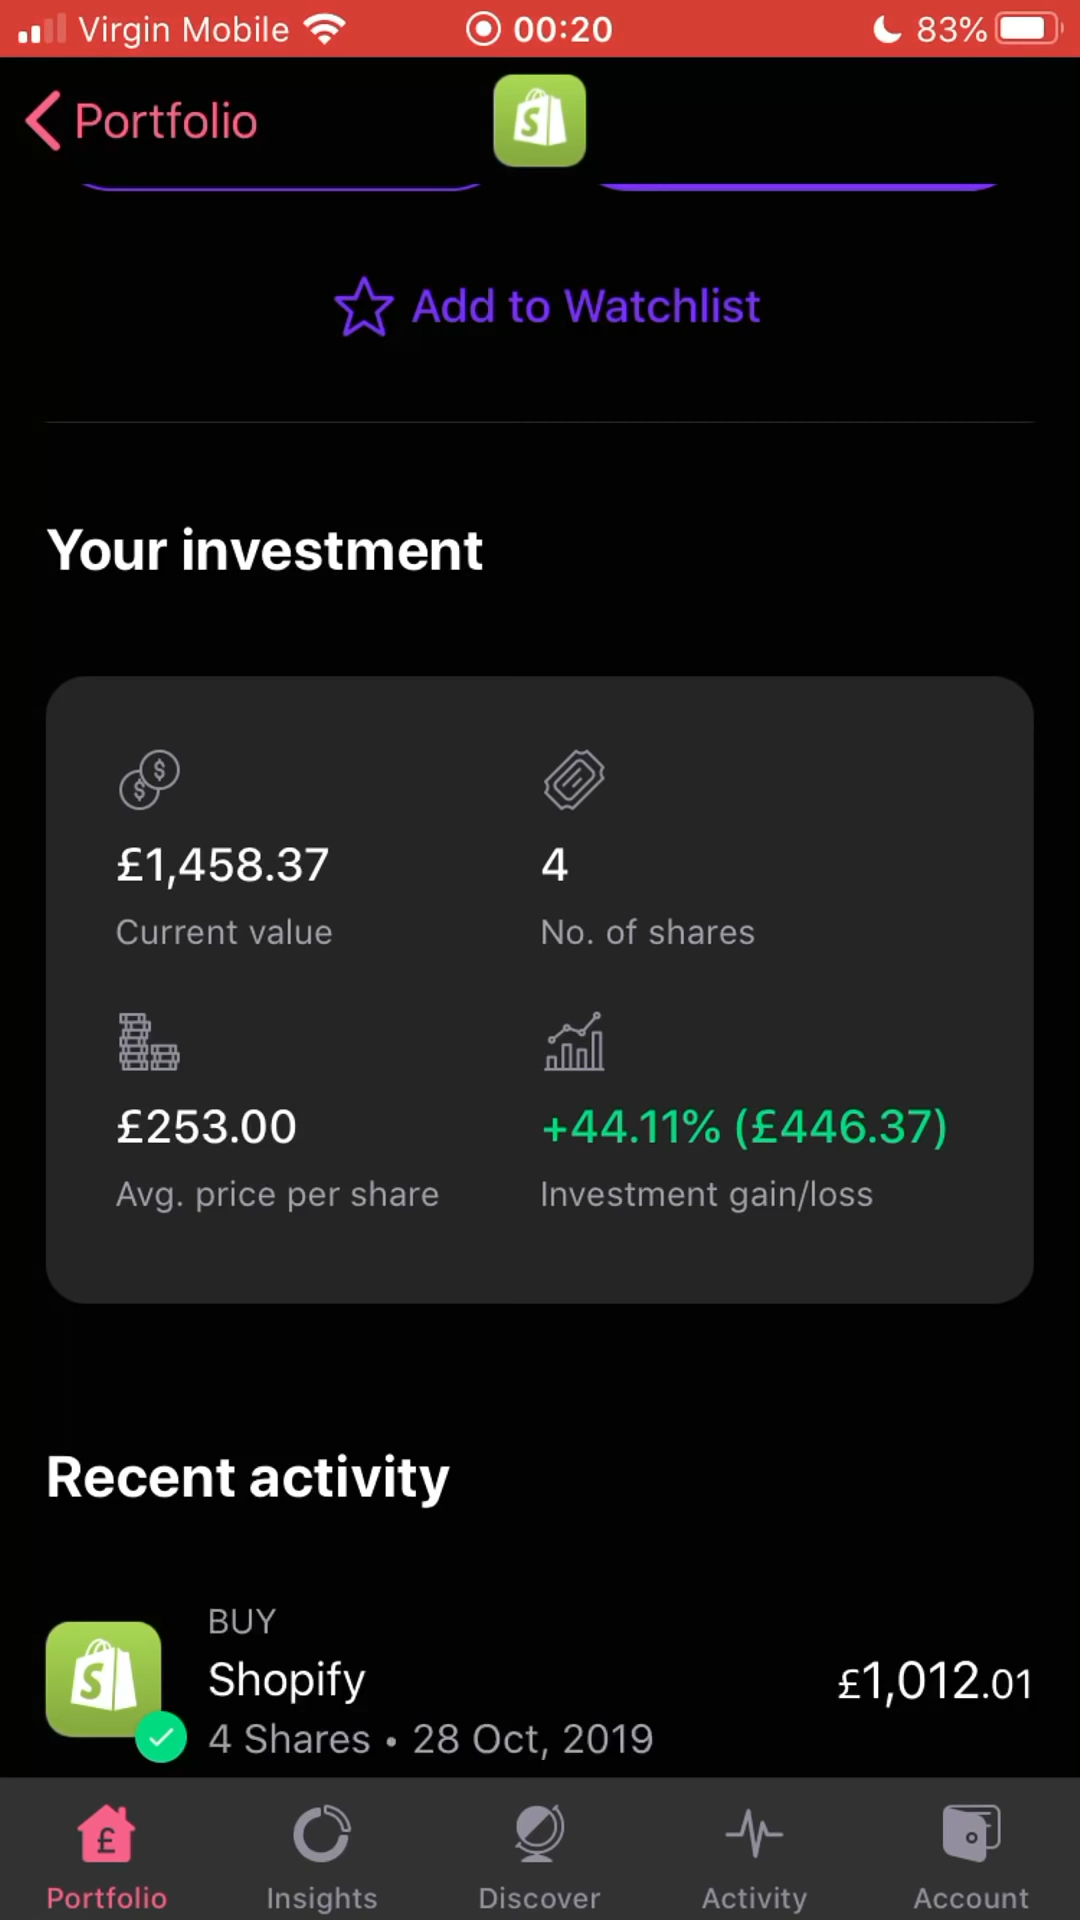 Virgin Mobile 00:20 83%
Portfolio
Add to Watchlist
Your investment
£1,458.37 4
Current value No. of shares
£253.00 +44.11% (£446.37)
Avg. price per share Investment gain/loss
Recent activity
BUY
Shopify £1,012.01
4 Shares • 28 Oct, 2019
Portfolio Insights Discover Activity Account